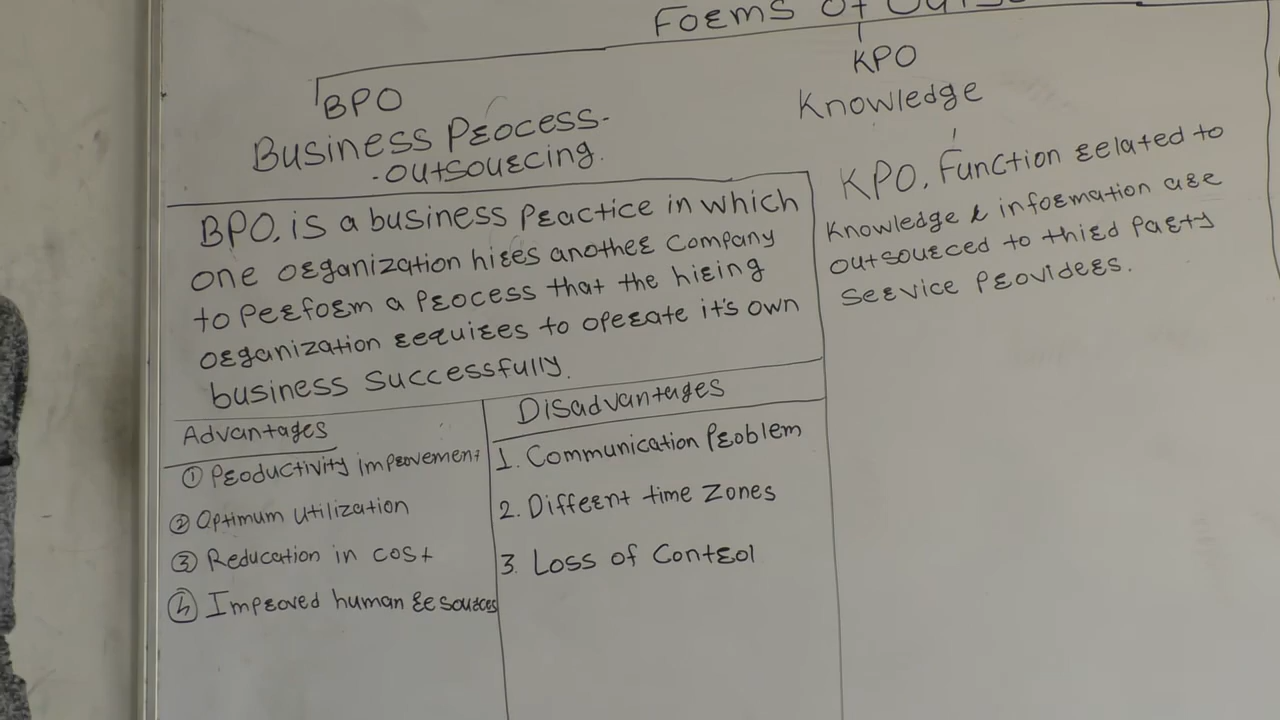 Forms of
BPO
Business Process-
-outsourcing.
BPO. is a business practice in which
one organization hires another company
to perform a process that the hiring
organization requires to operate it's own
business successfully.
Advantages
① Productivity improvement
② Optimum utilization
③ Reducation in cost
④ Improved human resources
Disadvantages
1. Communication Problem
2. Differnt time zones
3. Loss of Control
KPO
Knowledge
KPO. Function related to
Knowledge & information are
outsourced to third party
service providers.